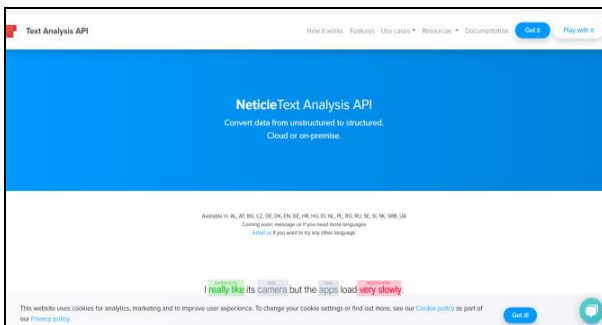 Text Analysis API
How it works Features Use cases Resources Documentation Get it Play with it
NeticleText Analysis API
Convert data from unstructured to structured.
Cloud or on-premise.
Available in: AL, AT, BG, CZ, DE, DK, EN, GE, HR, HU, ID, NL, PL, RO, RU, SE, SI, SK, SRB, UA
Coming soon: message us if you need more languages
Email us if you want to try any other language
I really like its camera but the apps load very slowly.
This website uses cookies for analytics, marketing and to improve user experience. To change your cookie settings or find out more, see our Cookie policy as part of
our Privacy policy.
Got it!